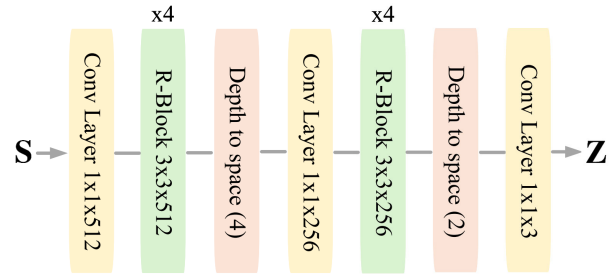 x4
x4
S
Conv Layer 1x1x512
R-Block 3x3x512
Depth to
space (4)
Conv Layer 1x1x256
R-Block 3x3x256
Depth to
space (2)
Conv Layer 1x1x3
Z